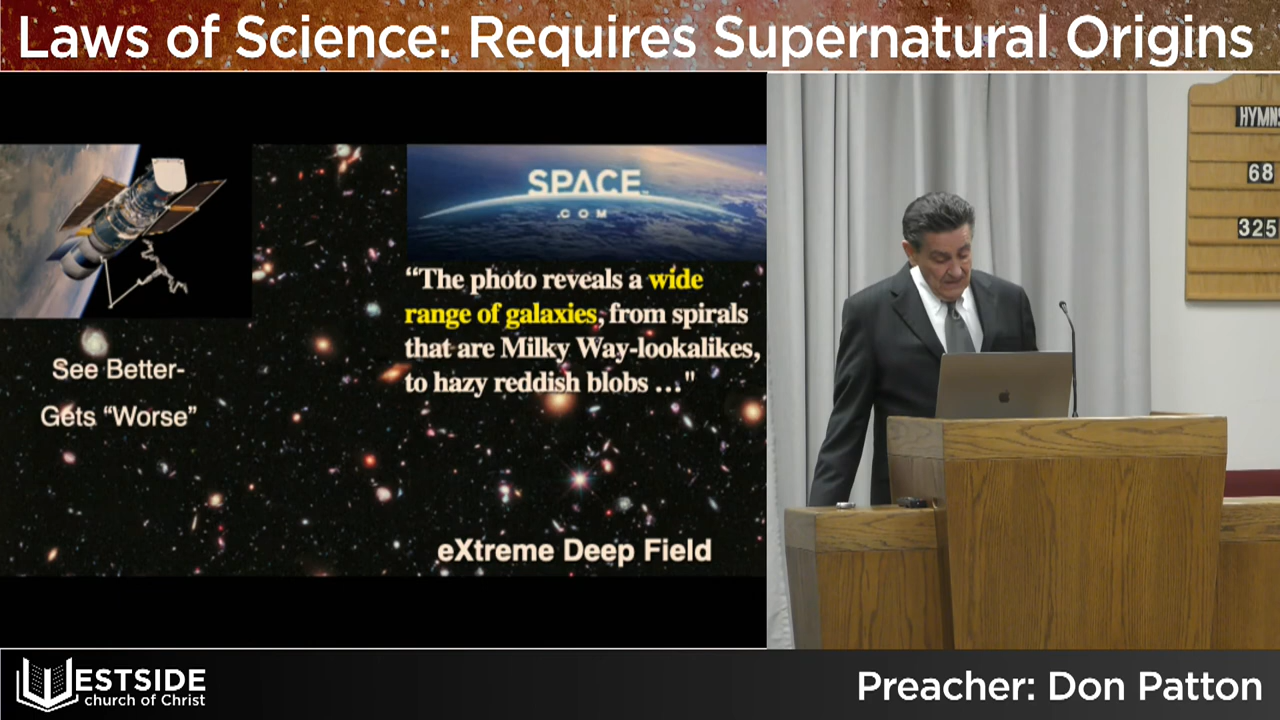 Laws of Science: Requires Supernatural Origins
SPACE
.COM
“The photo reveals a wide
range of galaxies, from spirals
that are Milky Way-lookalikes,
to hazy reddish blobs …"
See Better-
Gets “Worse”
eXtreme Deep Field
HYMNS
68
325
WESTSIDE
church of Christ
Preacher: Don Patton